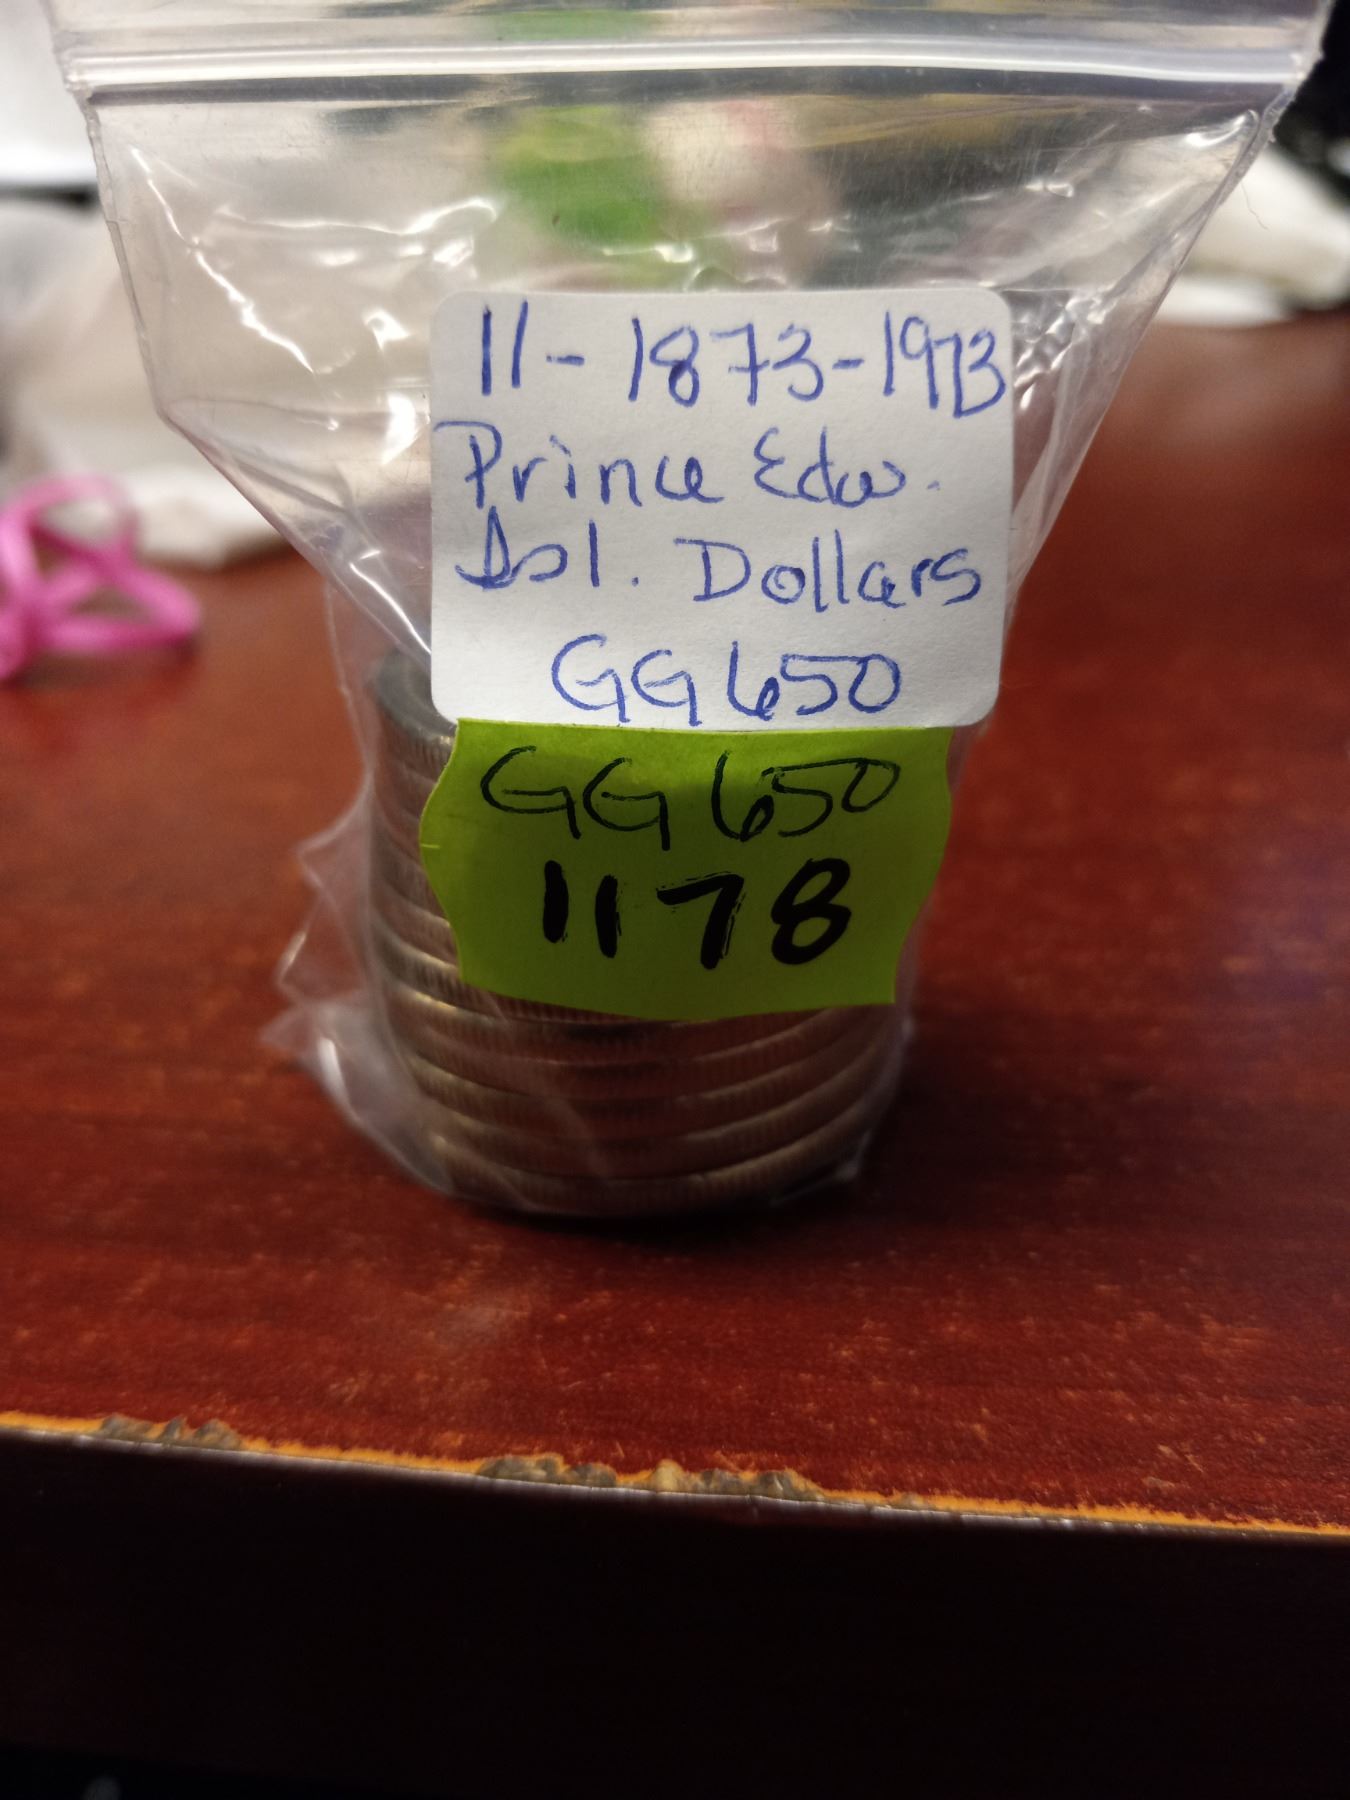 11-1873-1973
Prince Edw.
Isl. Dollars
GG650
GG650
1178